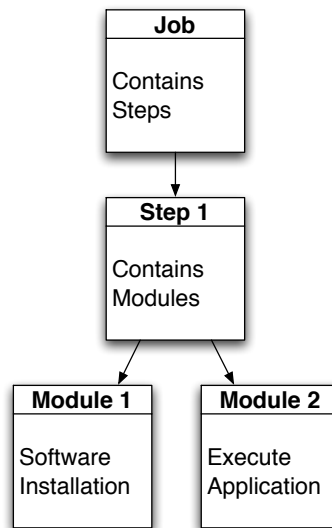 Job
Contains
Steps
Step 1
Contains
Modules
Module 1
Software
Installation
Module 2
Execute
Application